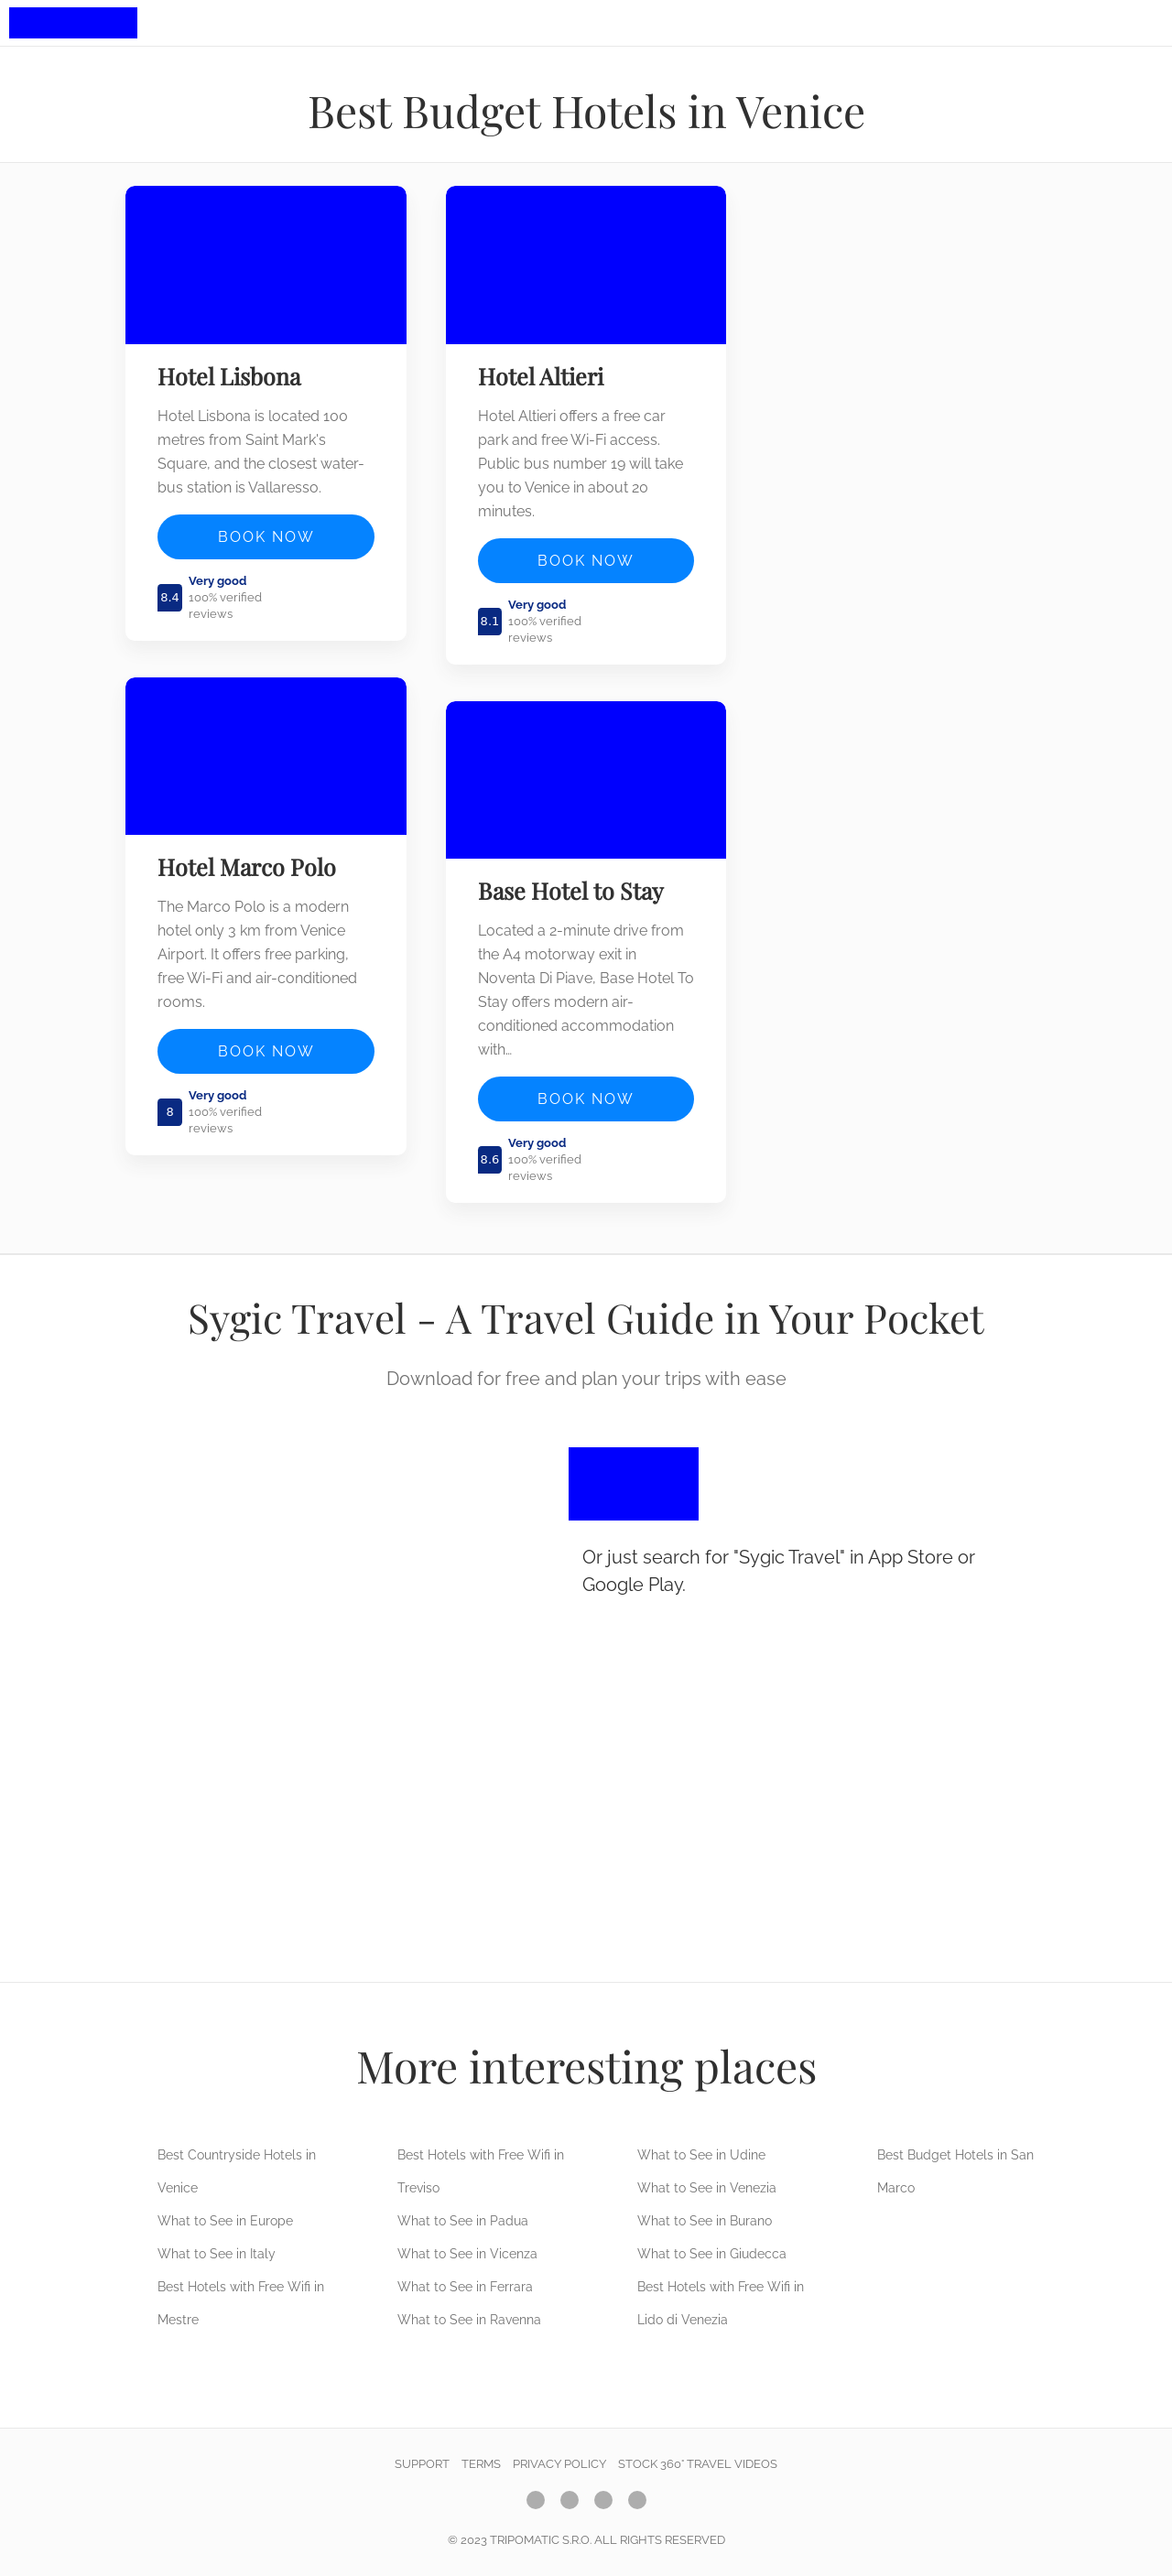 Best Budget Hotels in Venice
Hotel Lisbona
Hotel Lisbona is located 100
metres from Saint Mark's
Square, and the closest water-
bus station is Vallaresso.
BOOK NOW
8.4
Very good
100% verified
reviews
Hotel Marco Polo
The Marco Polo is a modern
hotel only 3 km from Venice
Airport. It offers free parking,
free Wi-Fi and air-conditioned
rooms.
BOOK NOW
8
Very good
100% verified
reviews
Hotel Altieri
Hotel Altieri offers a free car
park and free Wi-Fi access.
Public bus number 19 will take
you to Venice in about 20
minutes.
BOOK NOW
8.1
Very good
100% verified
reviews
Base Hotel to Stay
Located a 2-minute drive from
the A4 motorway exit in
Noventa Di Piave, Base Hotel To
Stay offers modern air-
conditioned accommodation
with…
BOOK NOW
8.6
Very good
100% verified
reviews
Sygic Travel - A Travel Guide in Your Pocket
Download for free and plan your trips with ease
Or just search for "Sygic Travel" in App Store or
Google Play.
More interesting places
Best Countryside Hotels in
Venice
What to See in Europe
What to See in Italy
Best Hotels with Free Wifi in
Mestre
Best Hotels with Free Wifi in
Treviso
What to See in Padua
What to See in Vicenza
What to See in Ferrara
What to See in Ravenna
What to See in Udine
What to See in Venezia
What to See in Burano
What to See in Giudecca
Best Hotels with Free Wifi in
Lido di Venezia
Best Budget Hotels in San
Marco
SUPPORT TERMS PRIVACY POLICY STOCK 360° TRAVEL VIDEOS
© 2023 TRIPOMATIC S.R.O. ALL RIGHTS RESERVED